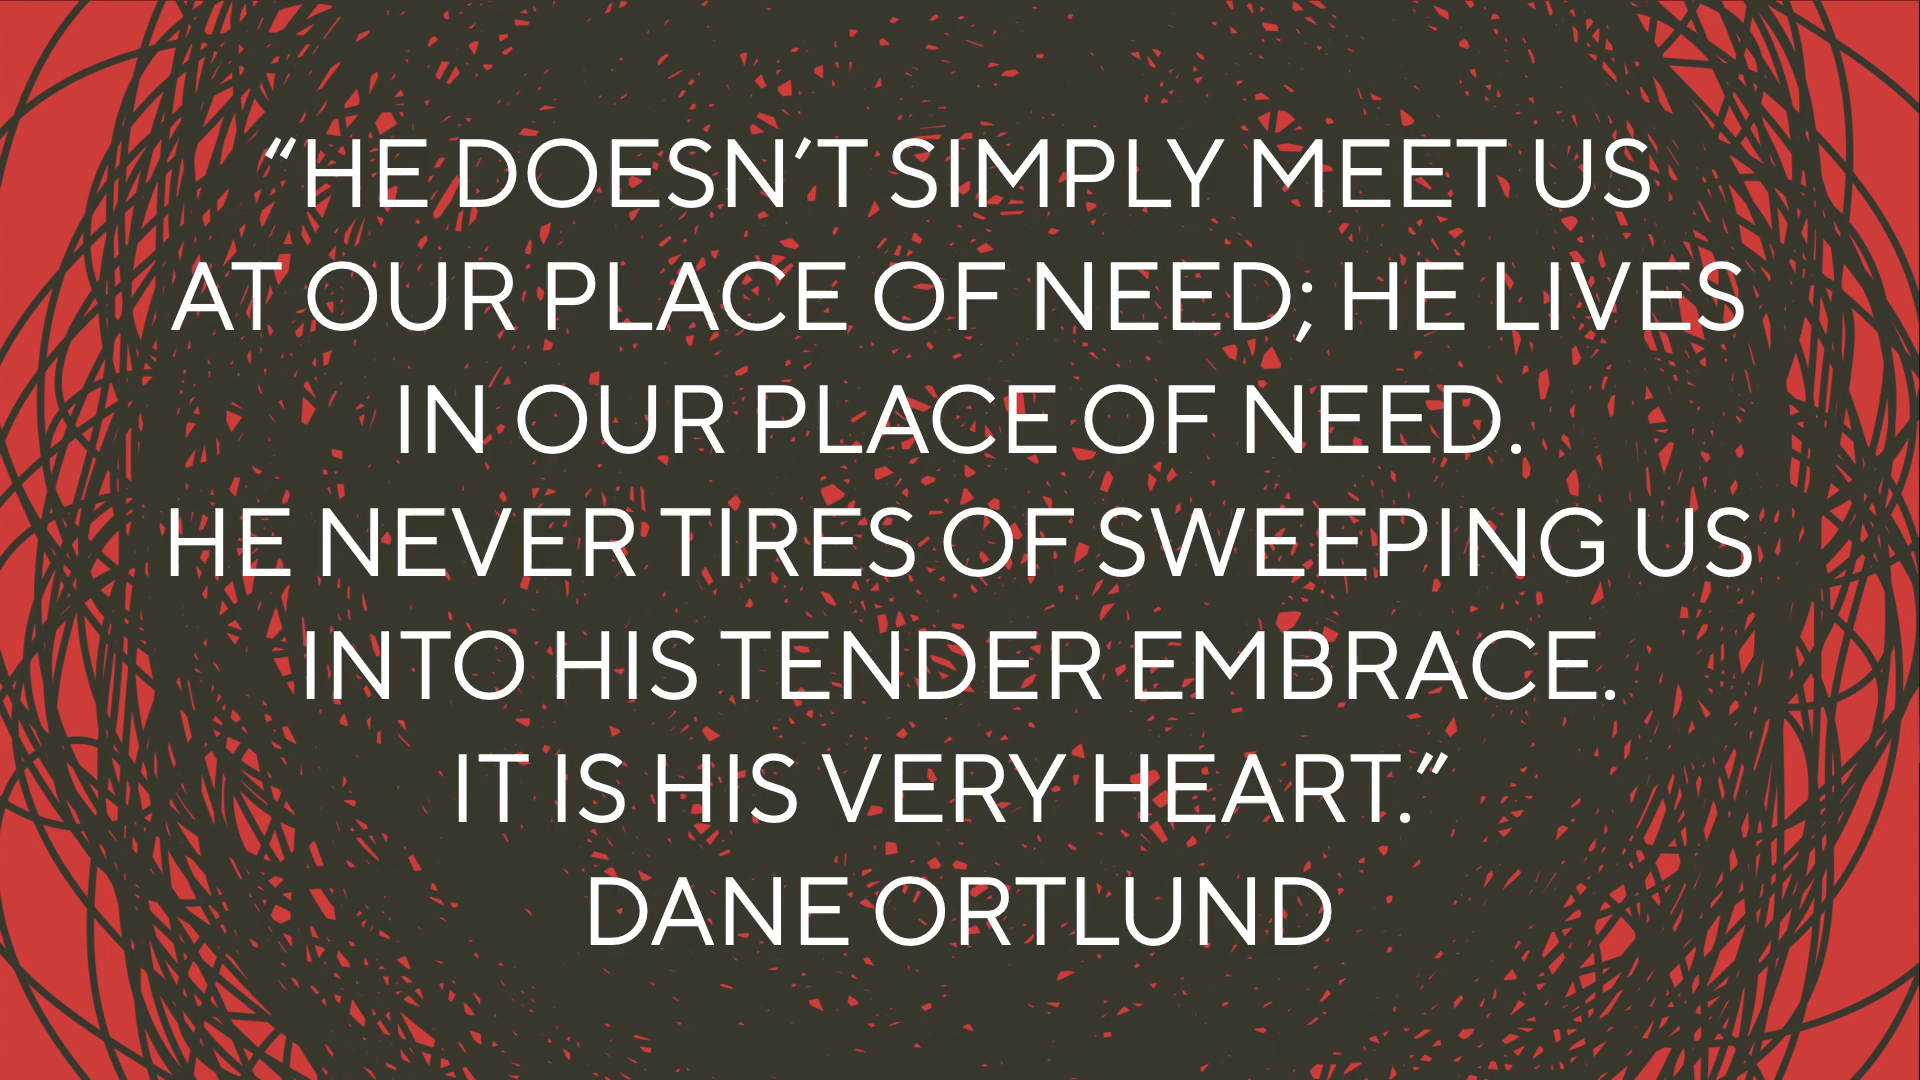 “HE DOESN’T SIMPLY MEET US
AT OUR PLACE OF NEED; HE LIVES
IN OUR PLACE OF NEED.
HE NEVER TIRES OF SWEEPING US
INTO HIS TENDER EMBRACE.
IT IS HIS VERY HEART.”
DANE ORTLUND